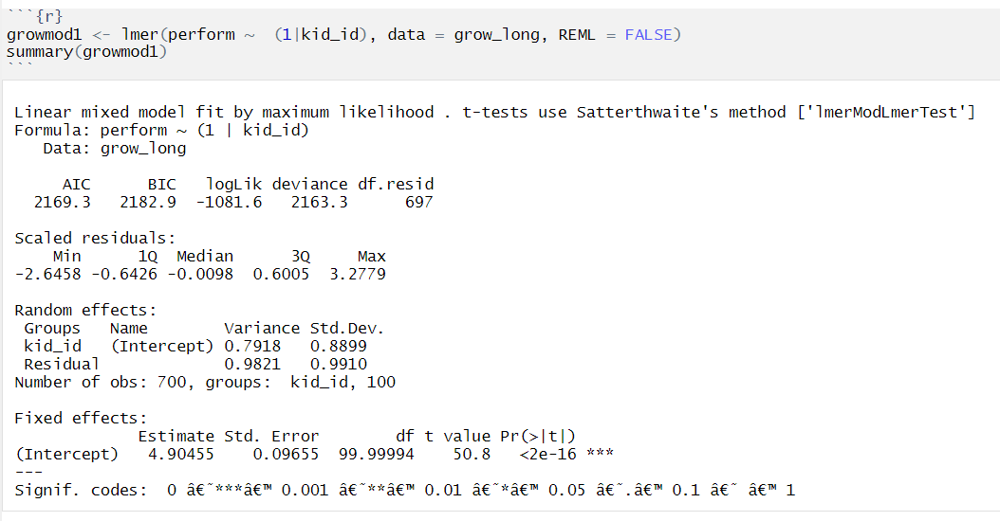 ```{r}
growmod1 <- lmer(perform ~  (1|kid_id), data = grow_long, REML = FALSE)
summary(growmod1)
```
Linear mixed model fit by maximum likelihood . t-tests use Satterthwaite's method ['lmerModLmerTest']
Formula: perform ~ (1 | kid_id)
   Data: grow_long
     AIC      BIC   logLik deviance df.resid
  2169.3   2182.9  -1081.6   2163.3      697
Scaled residuals:
    Min      1Q  Median      3Q     Max
-2.6458 -0.6426 -0.0098  0.6005  3.2779
Random effects:
 Groups   Name        Variance Std.Dev.
 kid_id   (Intercept) 0.7918   0.8899
 Residual             0.9821   0.9910
Number of obs: 700, groups:  kid_id, 100
Fixed effects:
            Estimate Std. Error       df t value Pr(>|t|)
(Intercept)  4.90455    0.09655 99.99994    50.8   <2e-16 ***
---
Signif. codes:  0 â€˜***â€™ 0.001 â€˜**â€™ 0.01 â€˜*â€™ 0.05 â€˜.â€™ 0.1 â€˜ â€™ 1